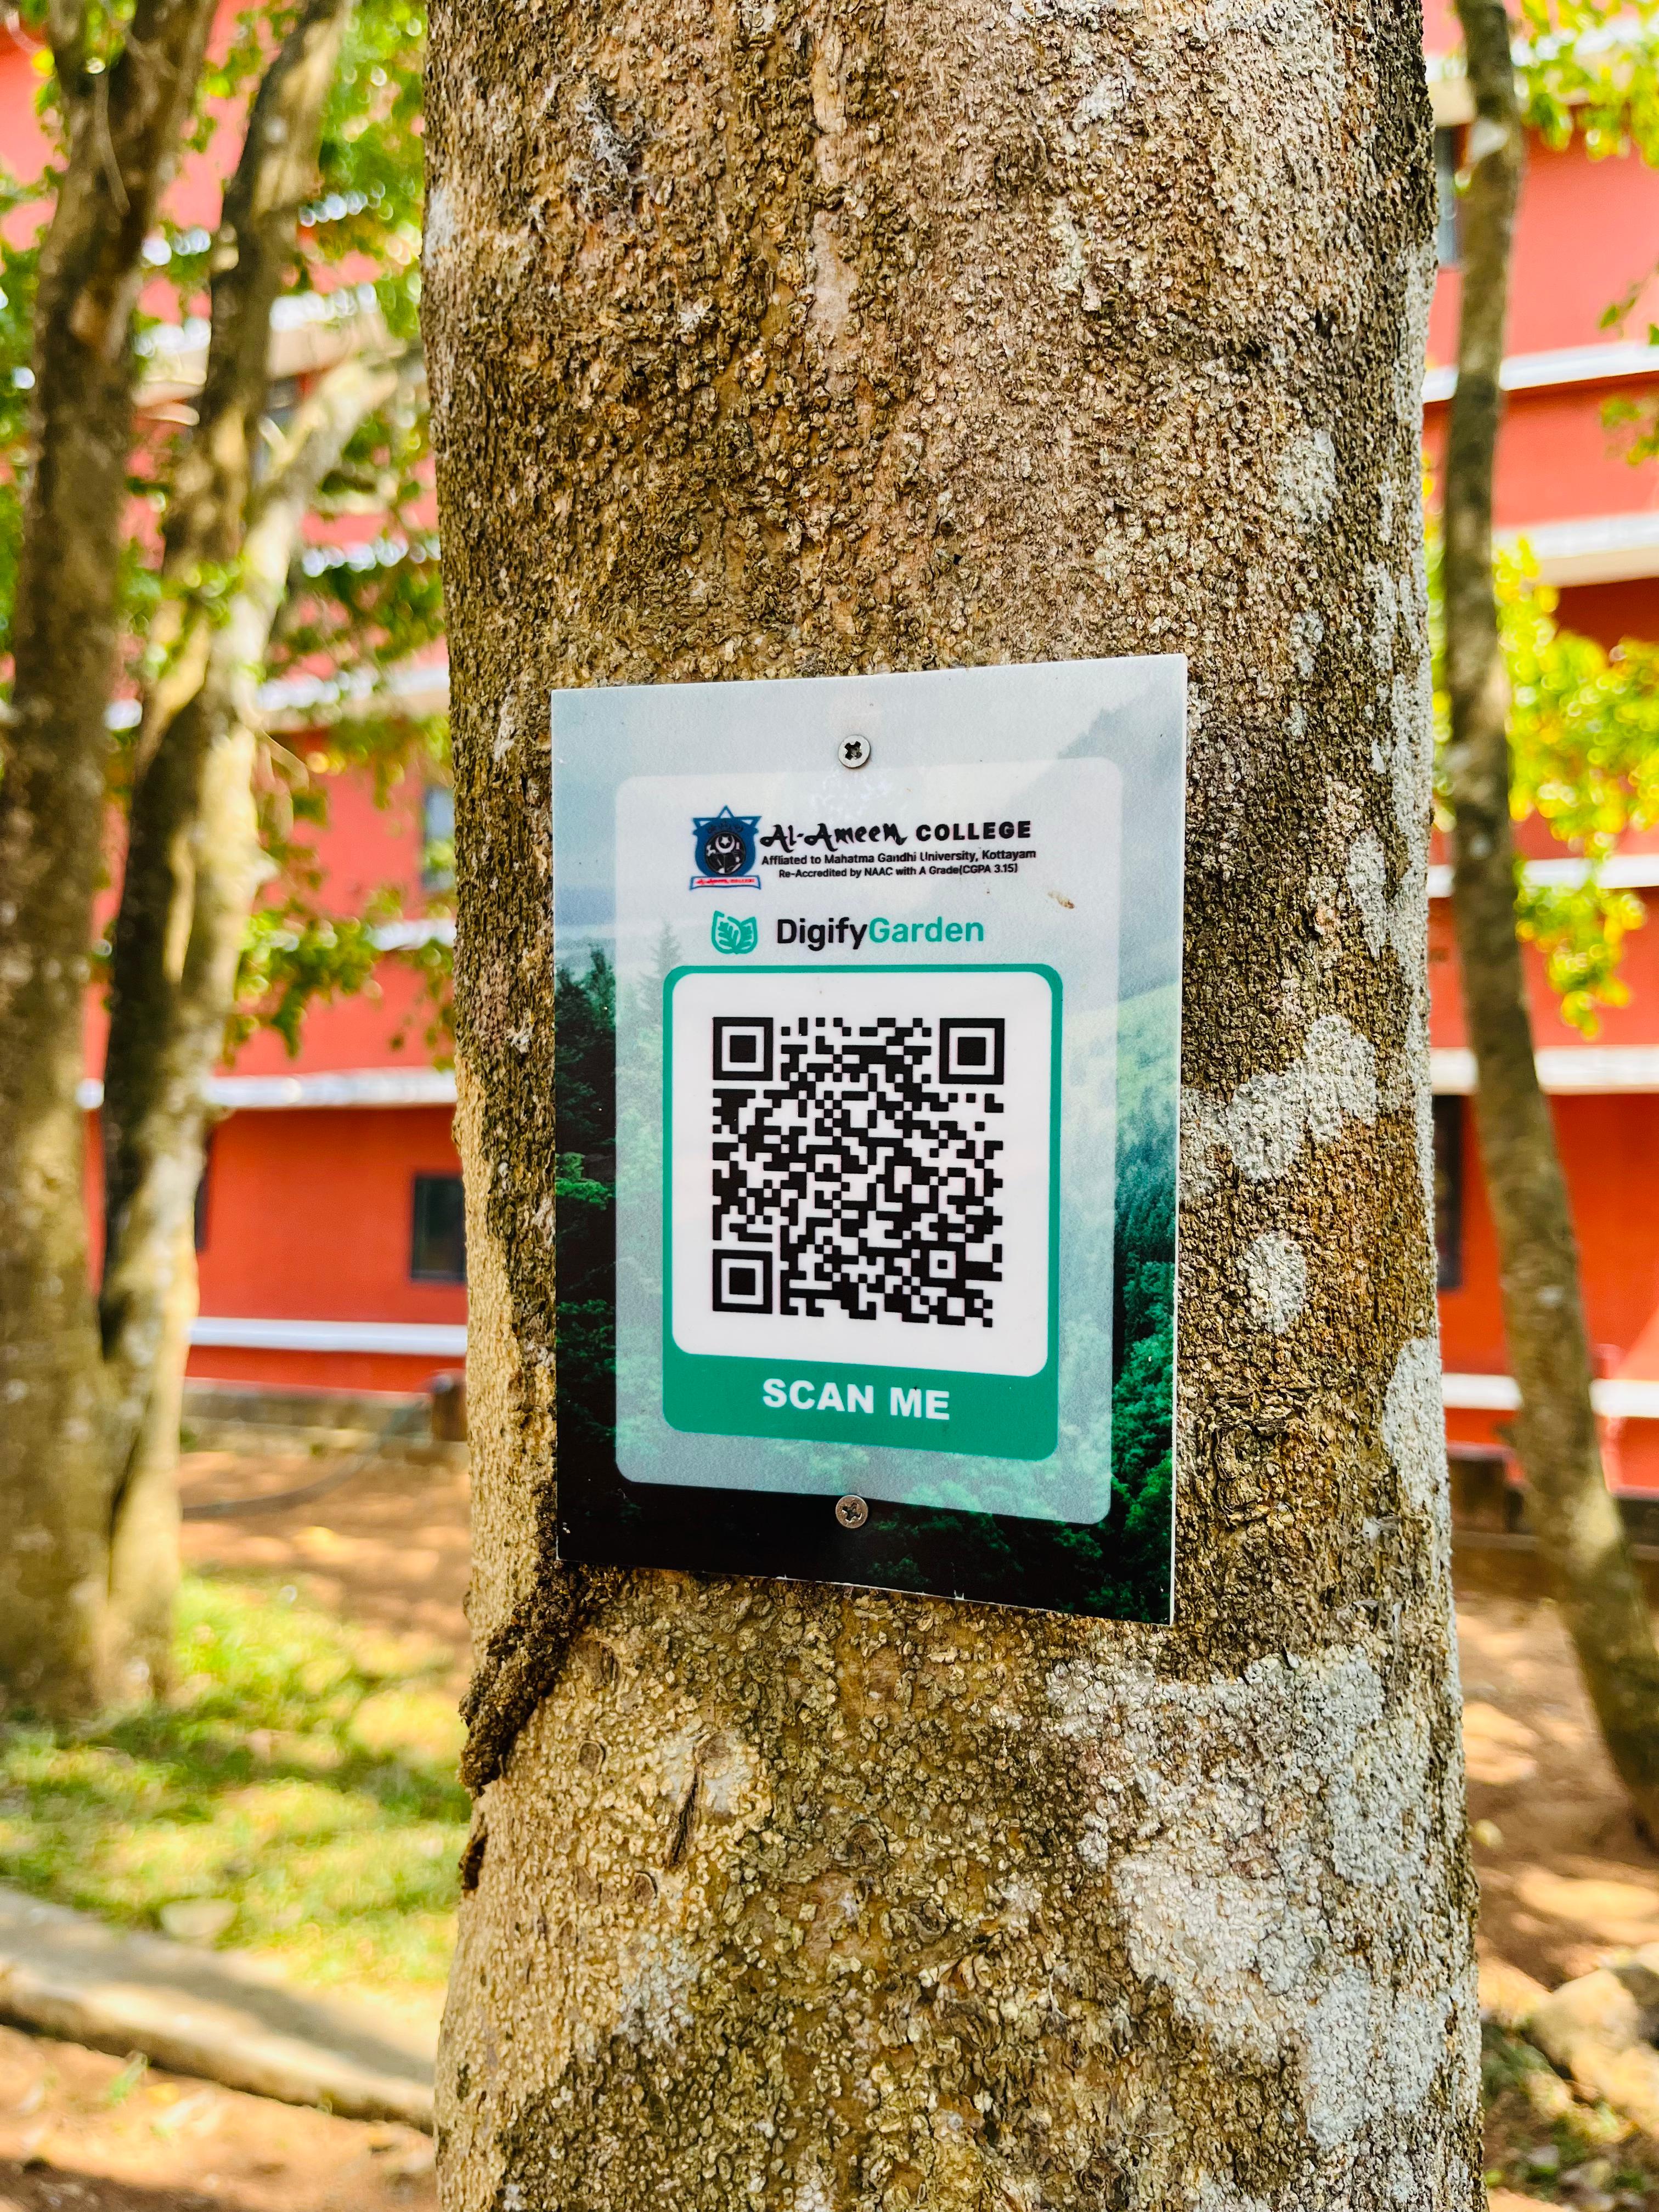 Al-Ameen COLLEGE
Affliated to Mahatma Gandhi University, Kottayam
Re-Accredited by NAAC with A Grade(CGPA 3.15)
DigifyGarden
SCAN ME